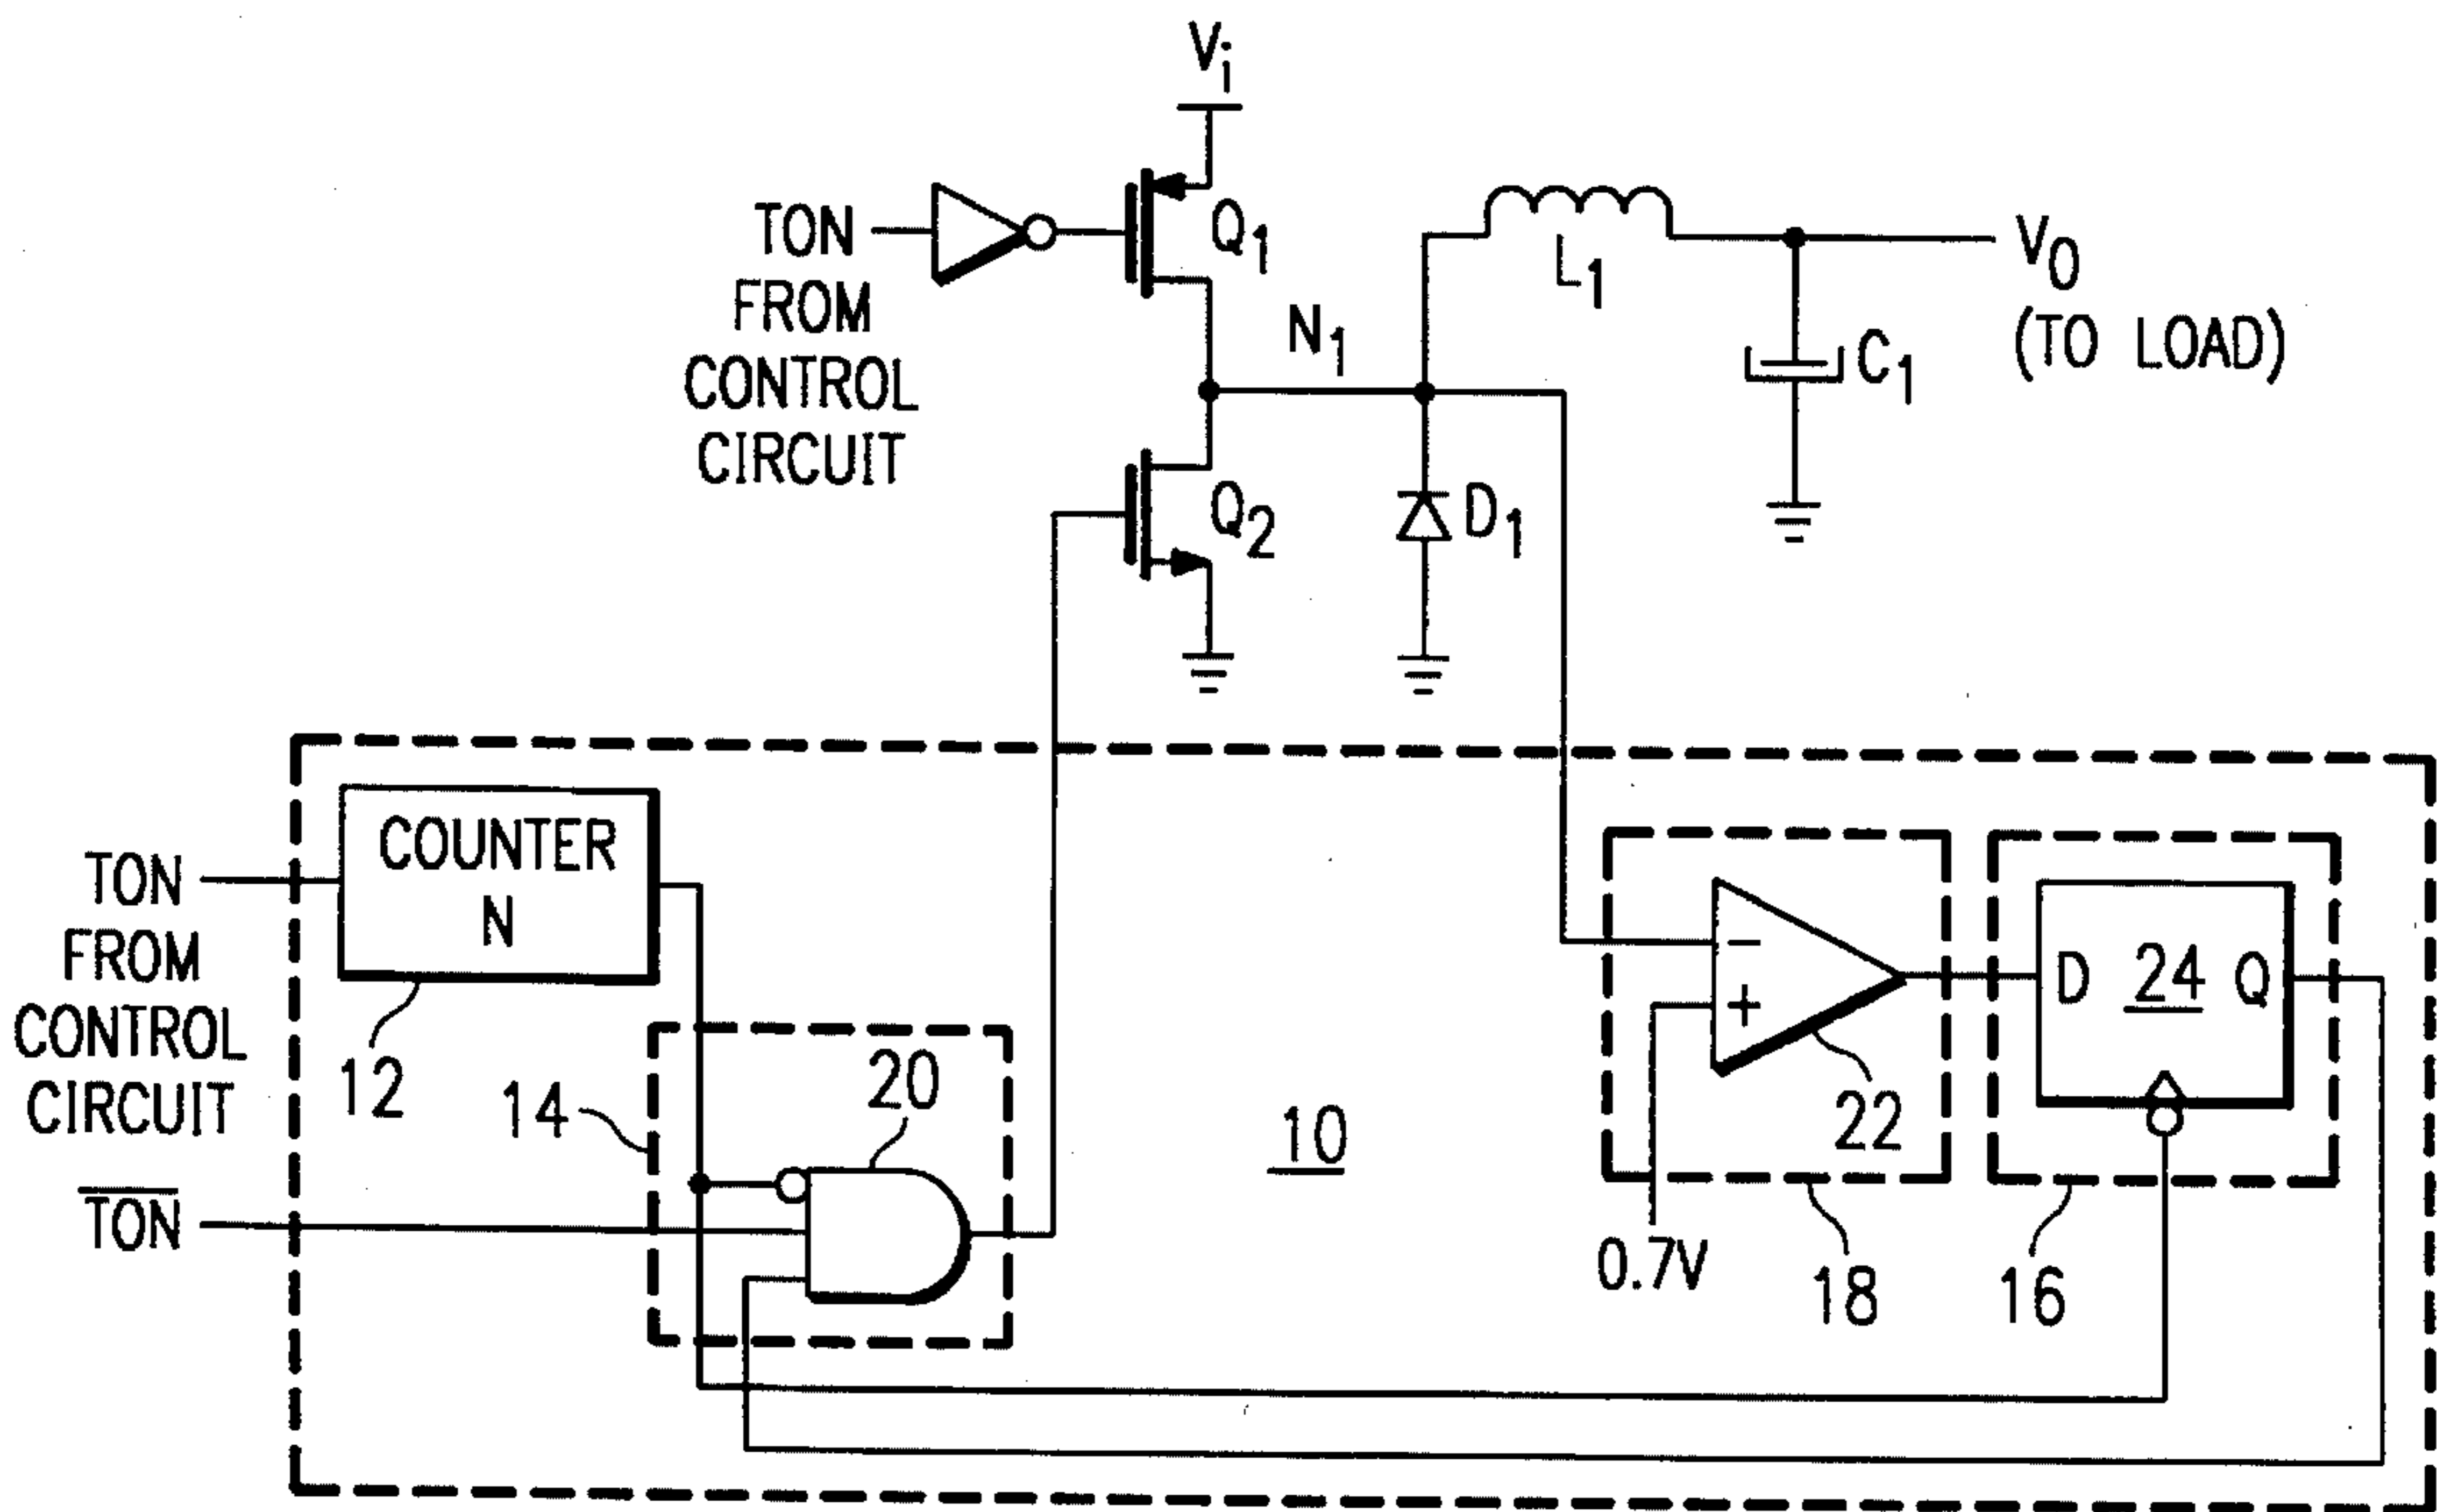 Vi
TON
FROM
CONTROL
CIRCUIT
Q1
L1
VO
(TO LOAD)
N1
C1
Q2
D1
COUNTER
N
TON
FROM
CONTROL
CIRCUIT
12
14
20
10
TON
-
+
22
D 24 Q
0.7V
18
16